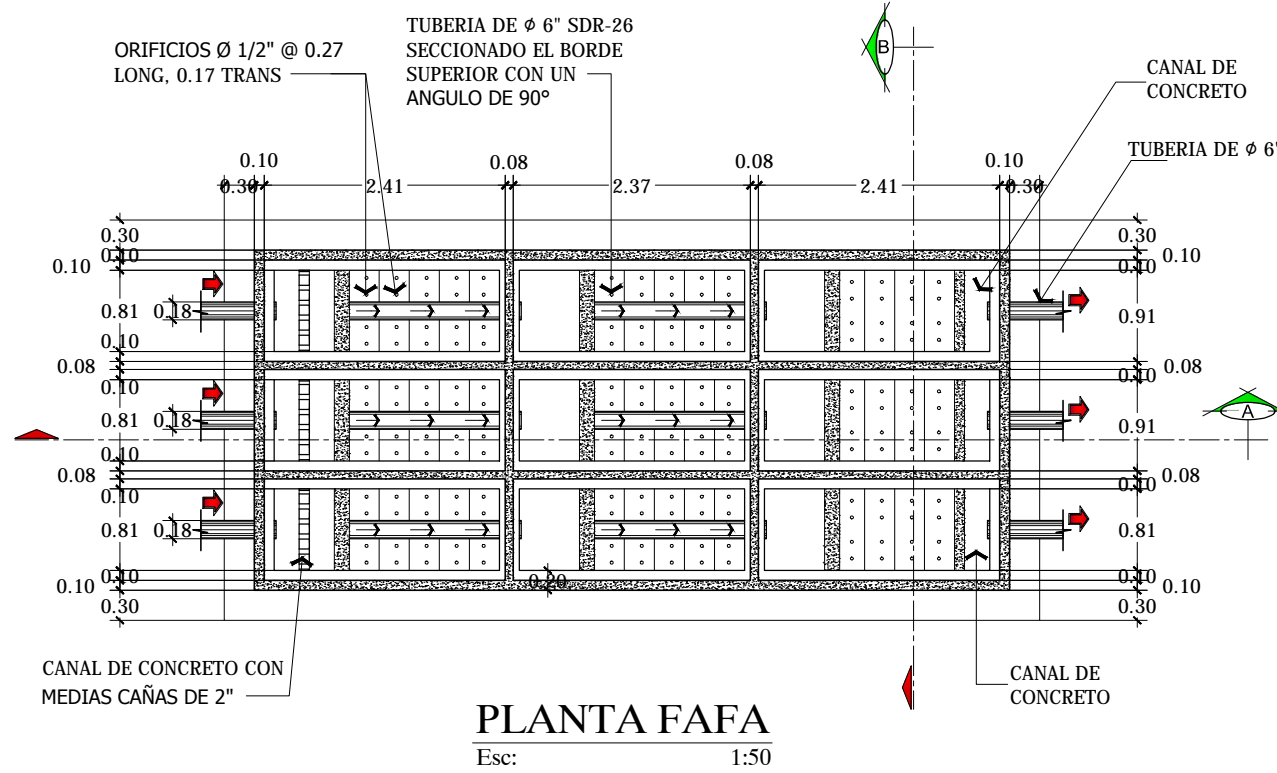 TUBERIA DE Ø 6" SDR-26
SECCIONADO EL BORDE
SUPERIOR CON UN
ANGULO DE 90°
ORIFICIOS Ø 1/2" @ 0.27
LONG, 0.17 TRANS
B
CANAL DE
CONCRETO
TUBERIA DE Ø 6"
0.10 0.08 0.08 0.10
0.30 2.41 2.37 2.41 0.30
0.30 0.30
0.10 0.10
0.10 0.10
0.81 0.18 0.91
0.10
0.08 0.08
0.10 0.10
0.81 0.18 0.91
A
0.10
0.08 0.08
0.10 0.10
0.81 0.18 0.81
0.10 0.20 0.10
0.10 0.10
0.30 0.30
CANAL DE CONCRETO CON
MEDIAS CAÑAS DE 2"
CANAL DE
CONCRETO
PLANTA FAFA
Esc: 1:50